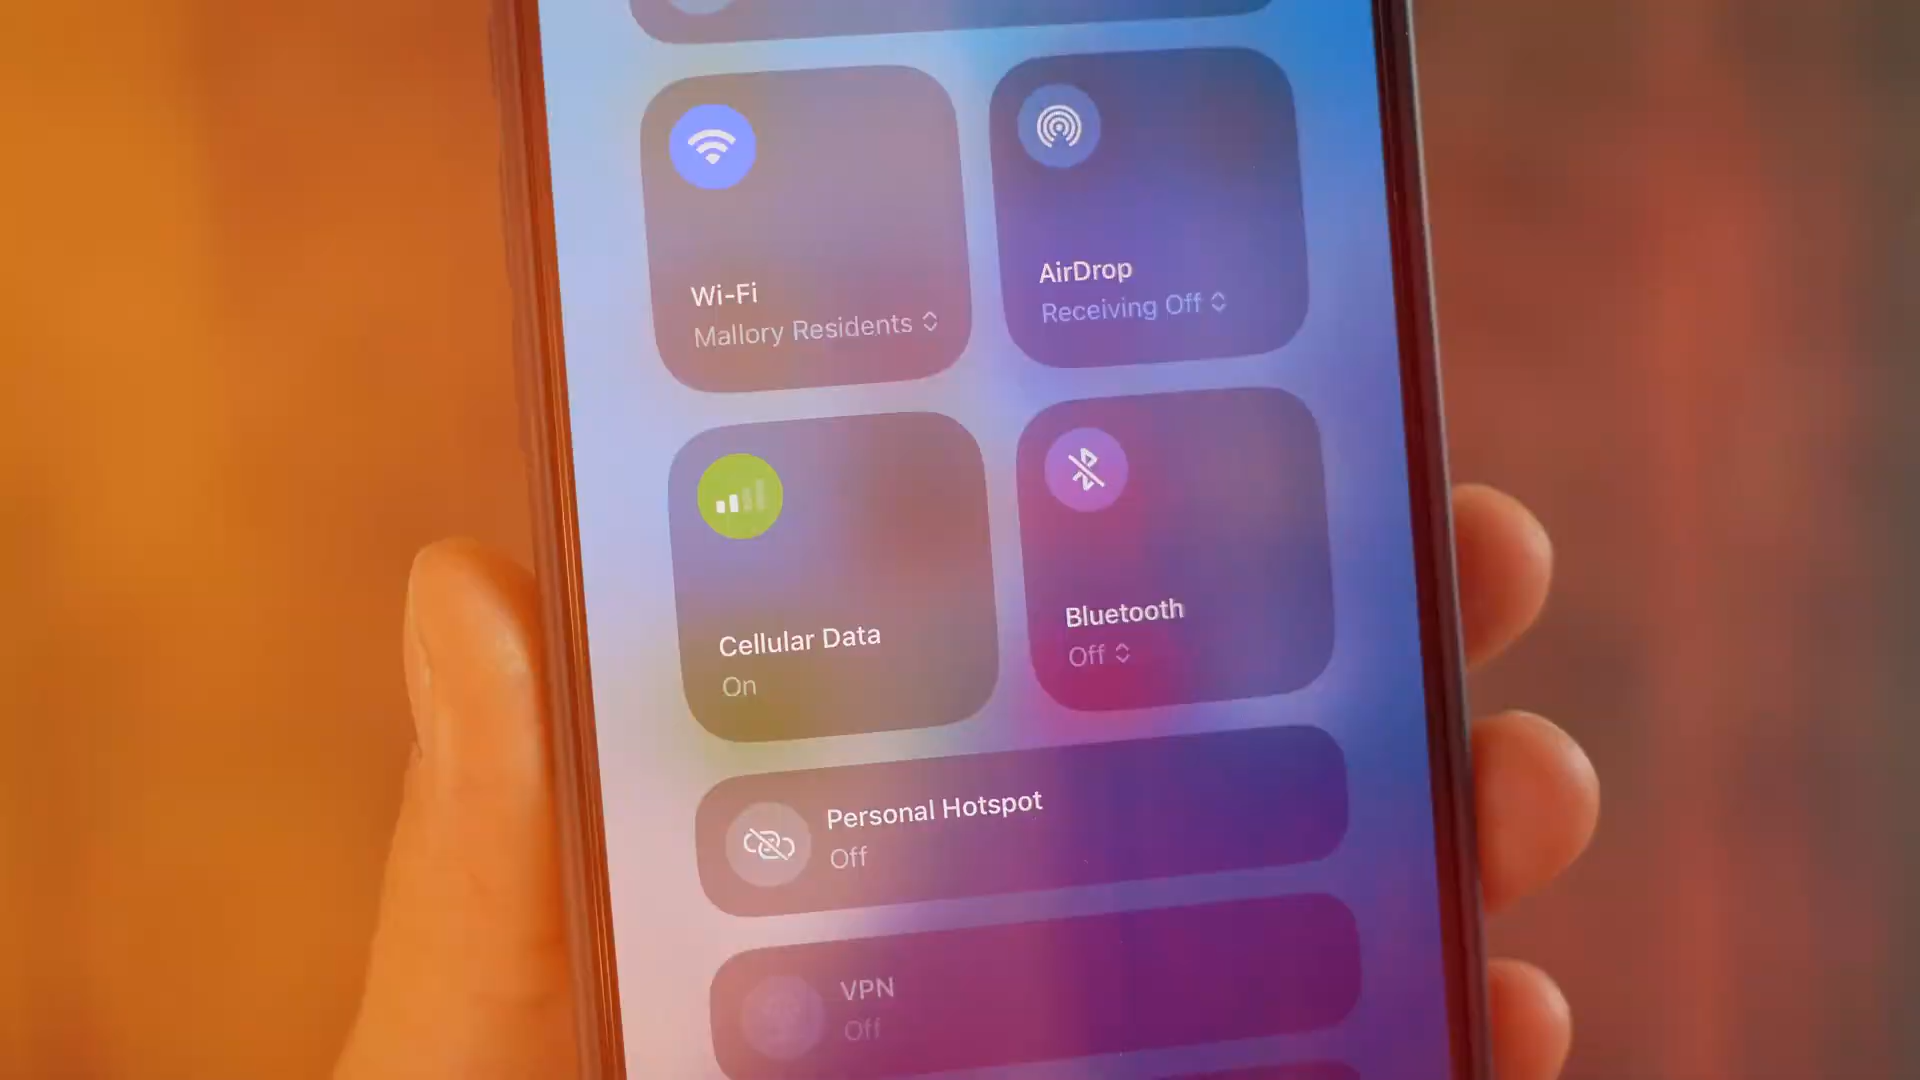 Wi-Fi
Mallory Residents
AirDrop
Receiving Off
Cellular Data
On
Bluetooth
Off
Personal Hotspot
Off
VPN
Off